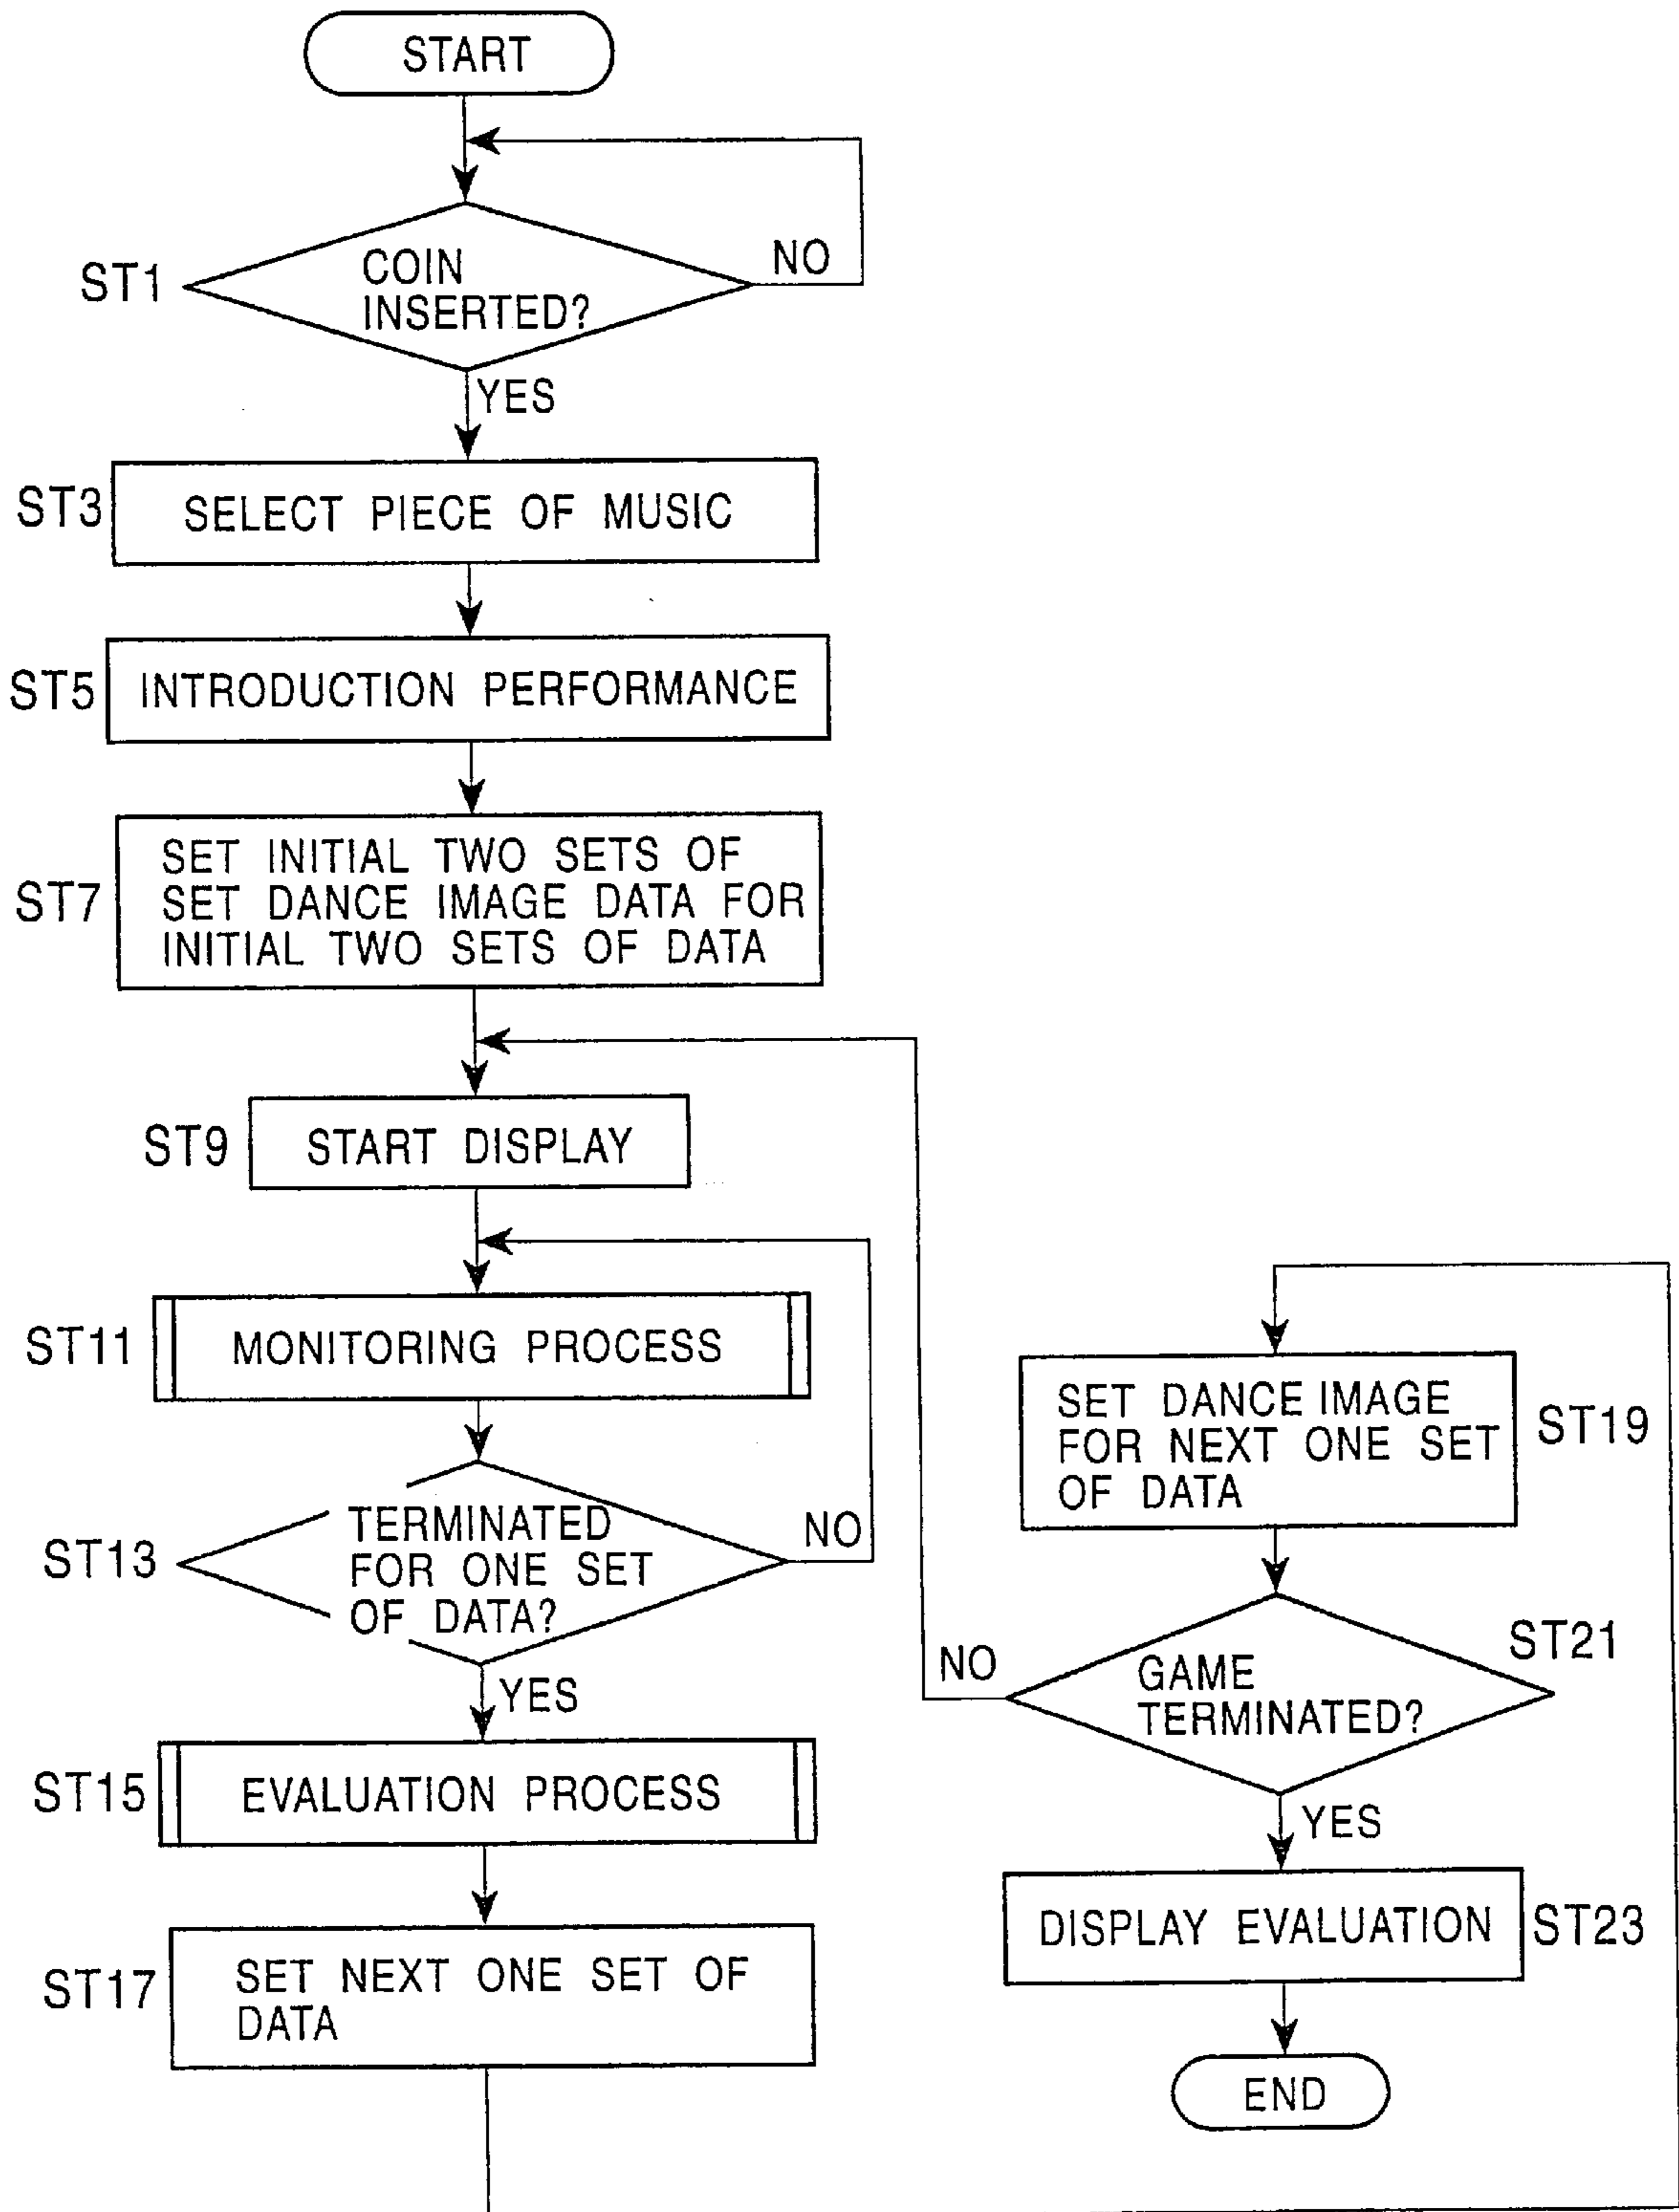 START
ST1
COIN
INSERTED?
NO
YES
ST3
SELECT PIECE OF MUSIC
ST5
INTRODUCTION PERFORMANCE
ST7
SET INITIAL TWO SETS OF
SET DANCE IMAGE DATA FOR
INITIAL TWO SETS OF DATA
ST9
START DISPLAY
ST11
MONITORING PROCESS
ST13
TERMINATED
FOR ONE SET
OF DATA?
NO
YES
ST15
EVALUATION PROCESS
ST17
SET NEXT ONE SET OF
DATA
SET DANCE IMAGE
FOR NEXT ONE SET
OF DATA
ST19
ST21
NO
GAME
TERMINATED?
YES
DISPLAY EVALUATION
ST23
END